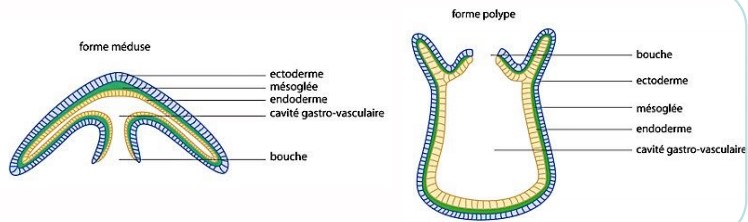 forme méduse
ectoderme
mésoglée
endoderme
cavité gastro-vasculaire
bouche
forme polype
bouche
ectoderme
mésoglée
endoderme
cavité gastro-vasculaire